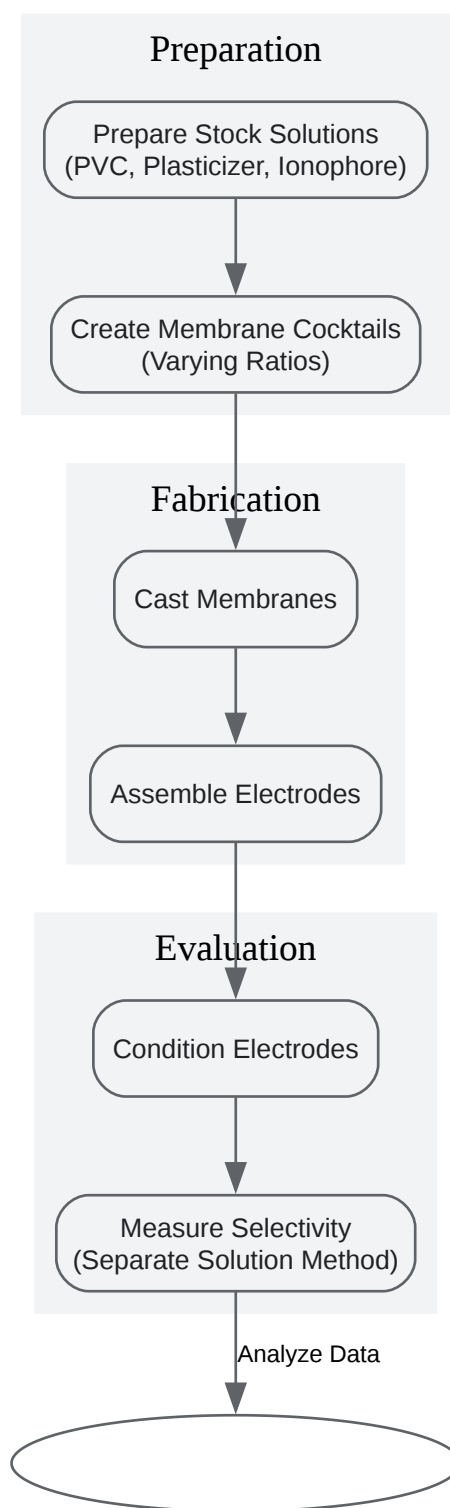 Preparation
Prepare Stock Solutions
(PVC, Plasticizer, Ionophore)
Create Membrane Cocktails
(Varying Ratios)
Fabrication
Cast Membranes
Assemble Electrodes
Evaluation
Condition Electrodes
Measure Selectivity
(Separate Solution Method)
Analyze Data